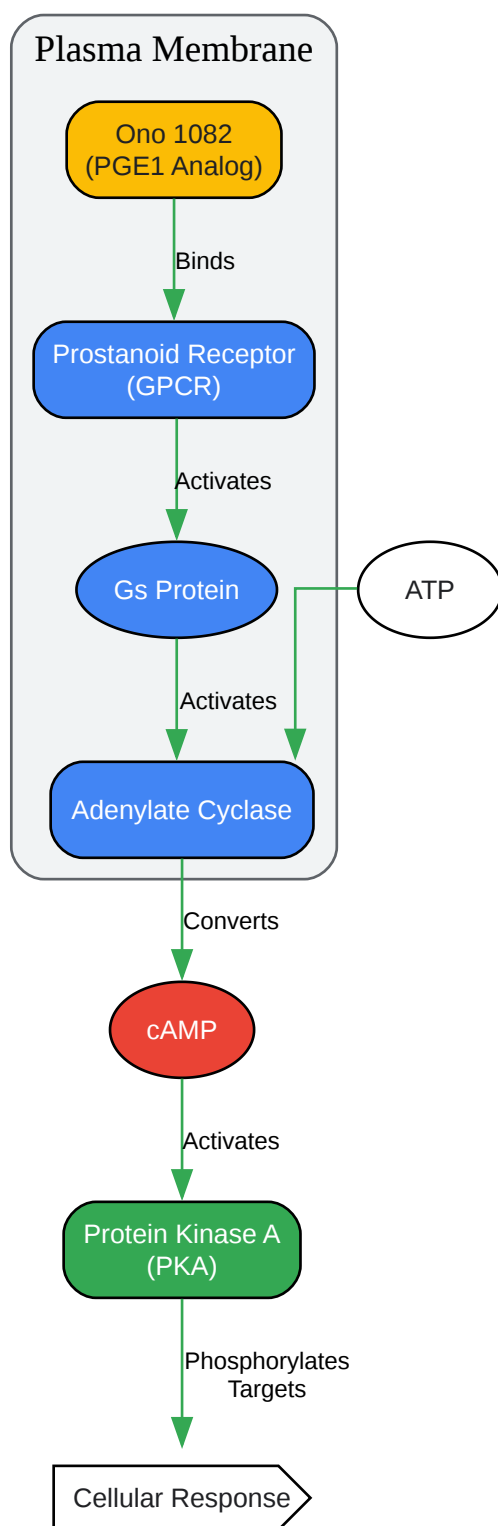 Plasma Membrane
Ono 1082
(PGE1 Analog)
Binds
Prostanoid Receptor
(GPCR)
Activates
Gs Protein
ATP
Activates
Adenylate Cyclase
Converts
cAMP
Activates
Protein Kinase A
(PKA)
Phosphorylates
Targets
Cellular Response